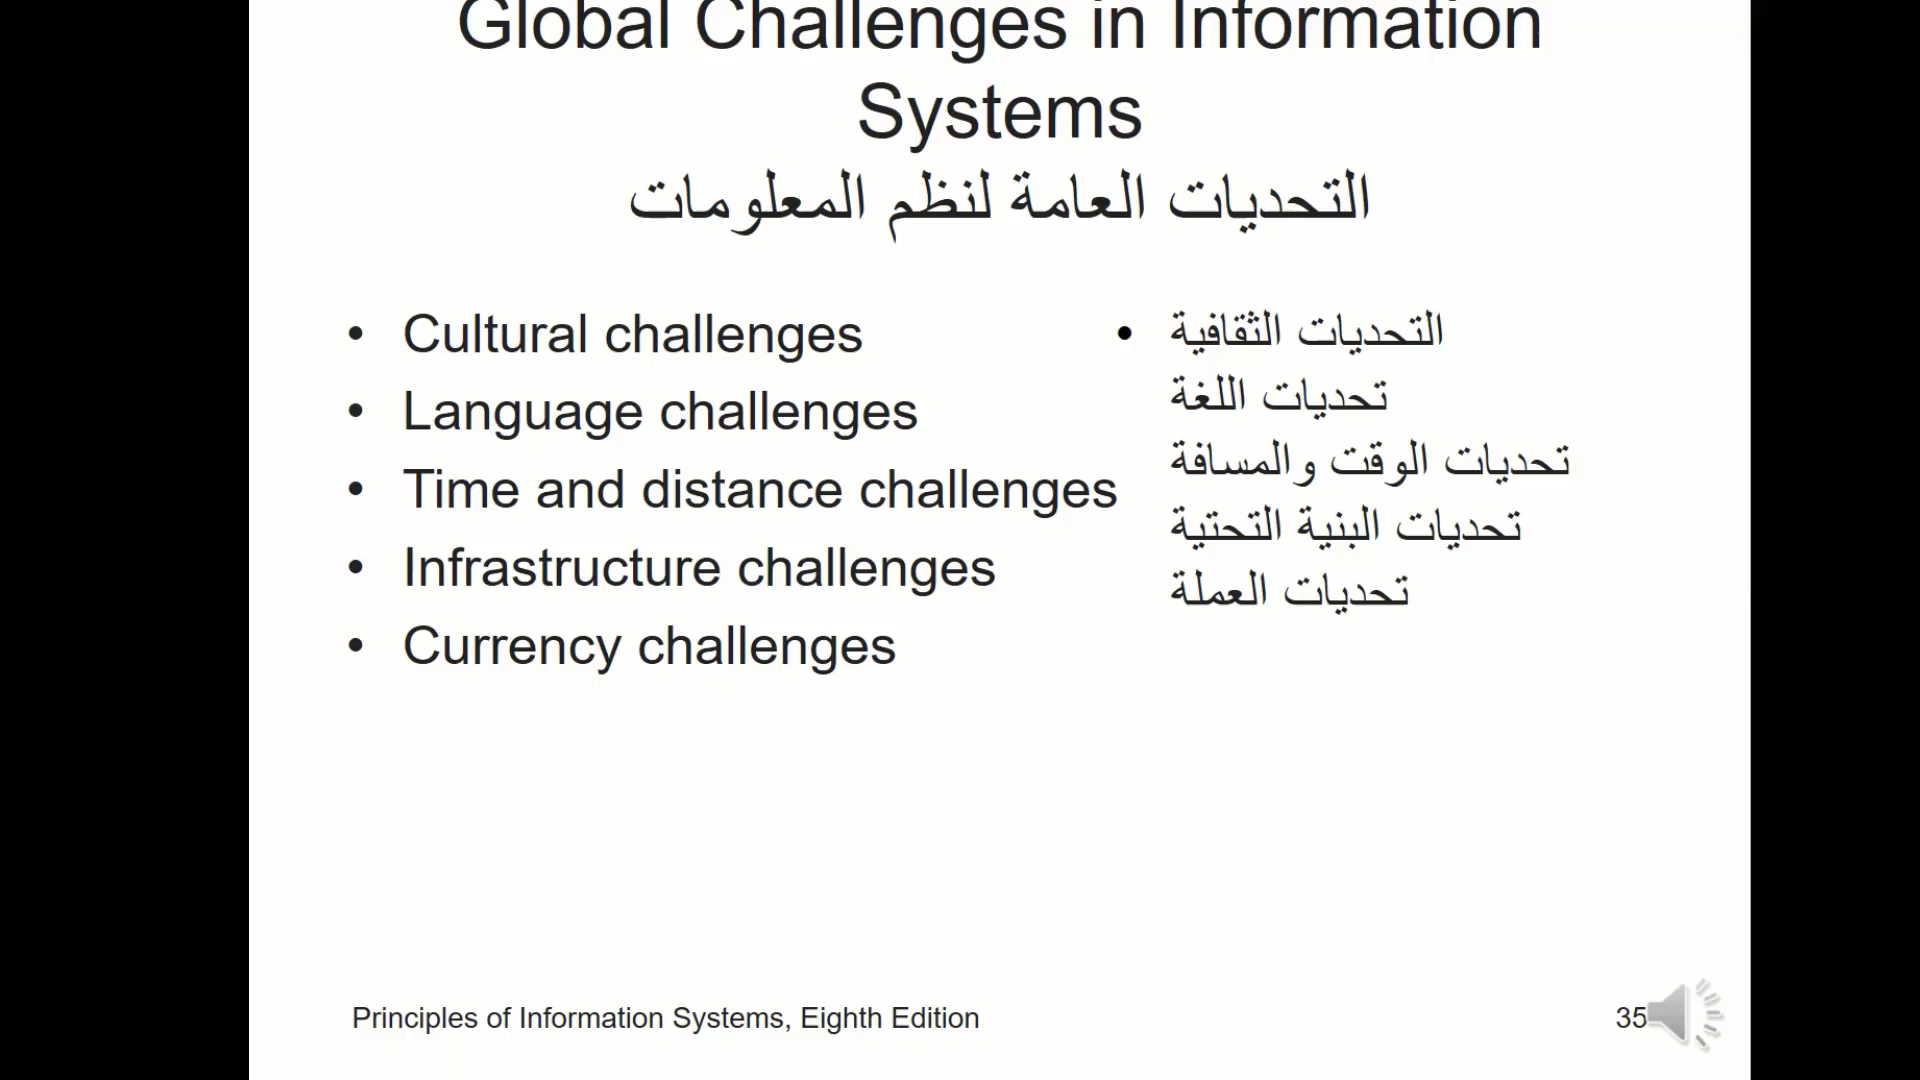 Global Challenges in Information
Systems
التحديات العامة لنظم المعلومات
• Cultural challenges
• Language challenges
• Time and distance challenges
• Infrastructure challenges
• Currency challenges
• التحديات الثقافية
تحديات اللغة
تحديات الوقت والمسافة
تحديات البنية التحتية
تحديات العملة
Principles of Information Systems, Eighth Edition
35